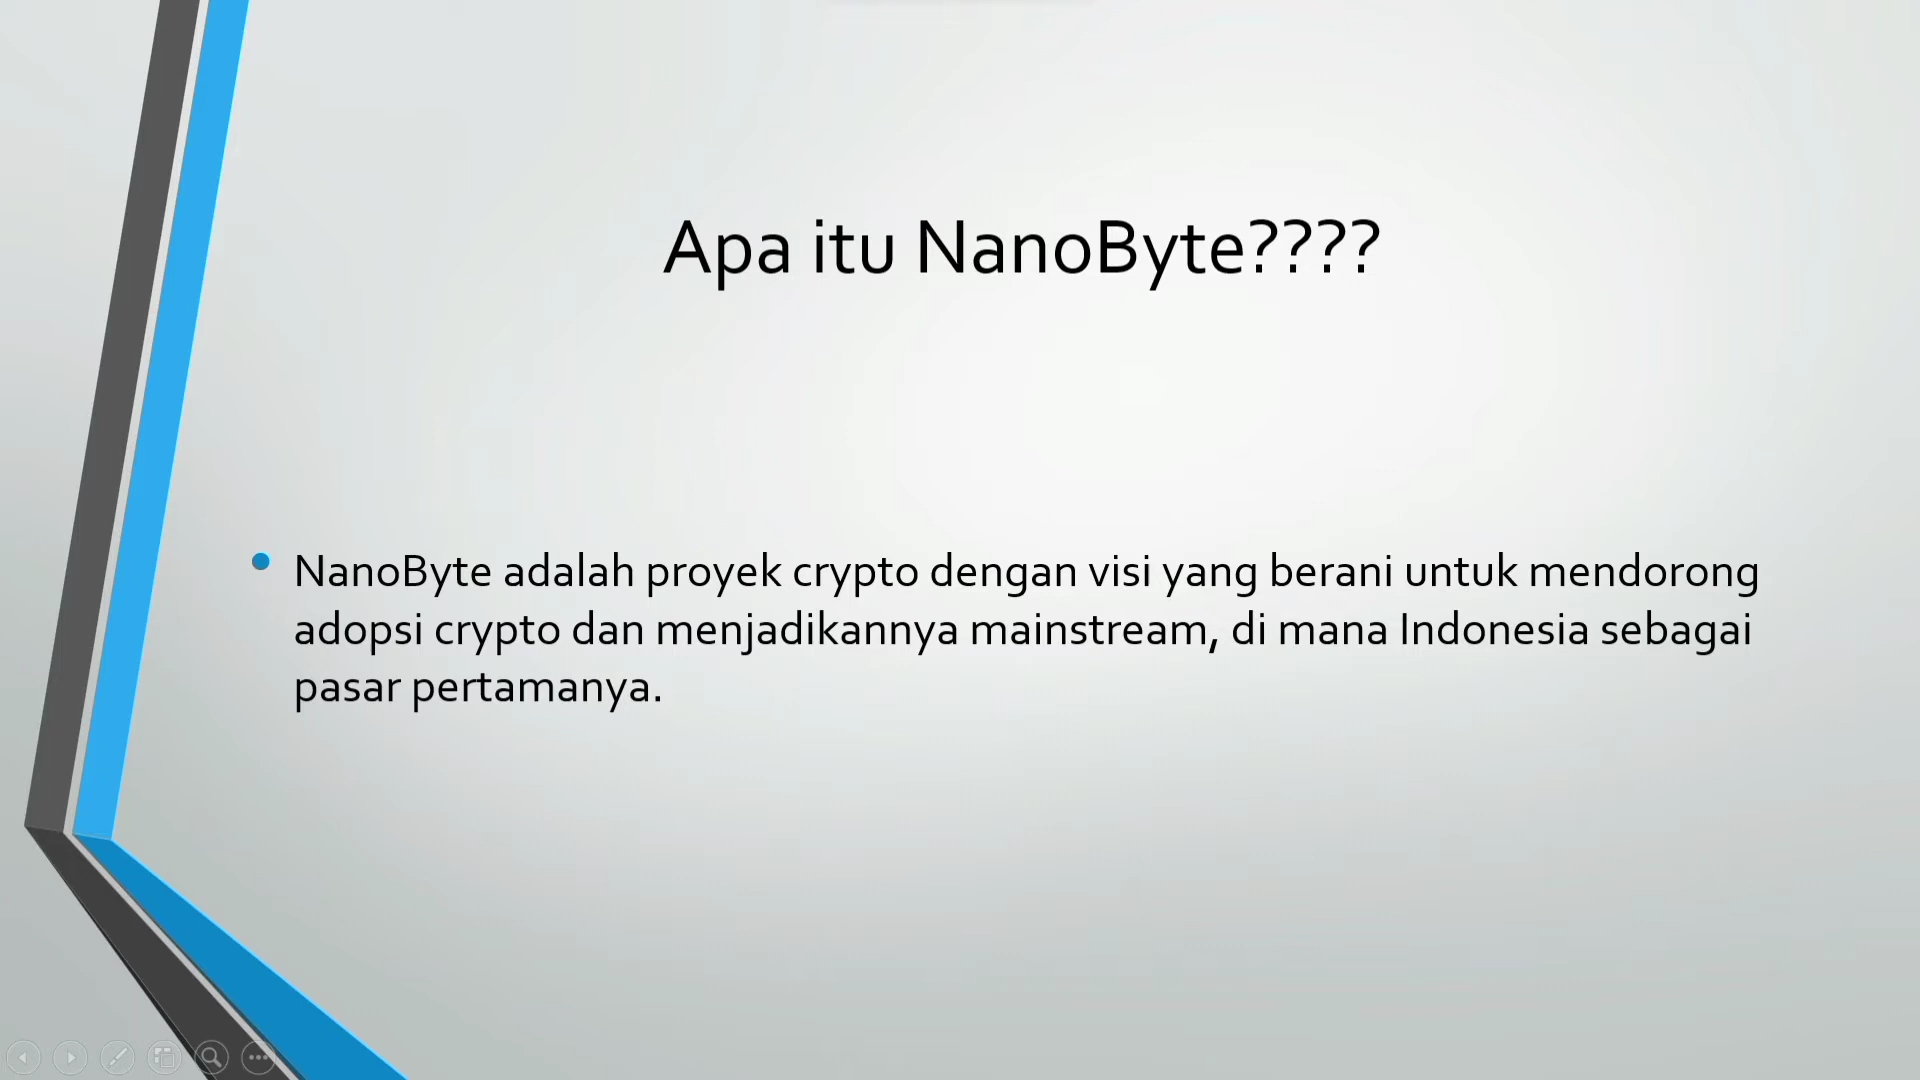 Apa itu NanoByte????
• NanoByte adalah proyek crypto dengan visi yang berani untuk mendorong
adopsi crypto dan menjadikannya mainstream, di mana Indonesia sebagai
pasar pertamanya.